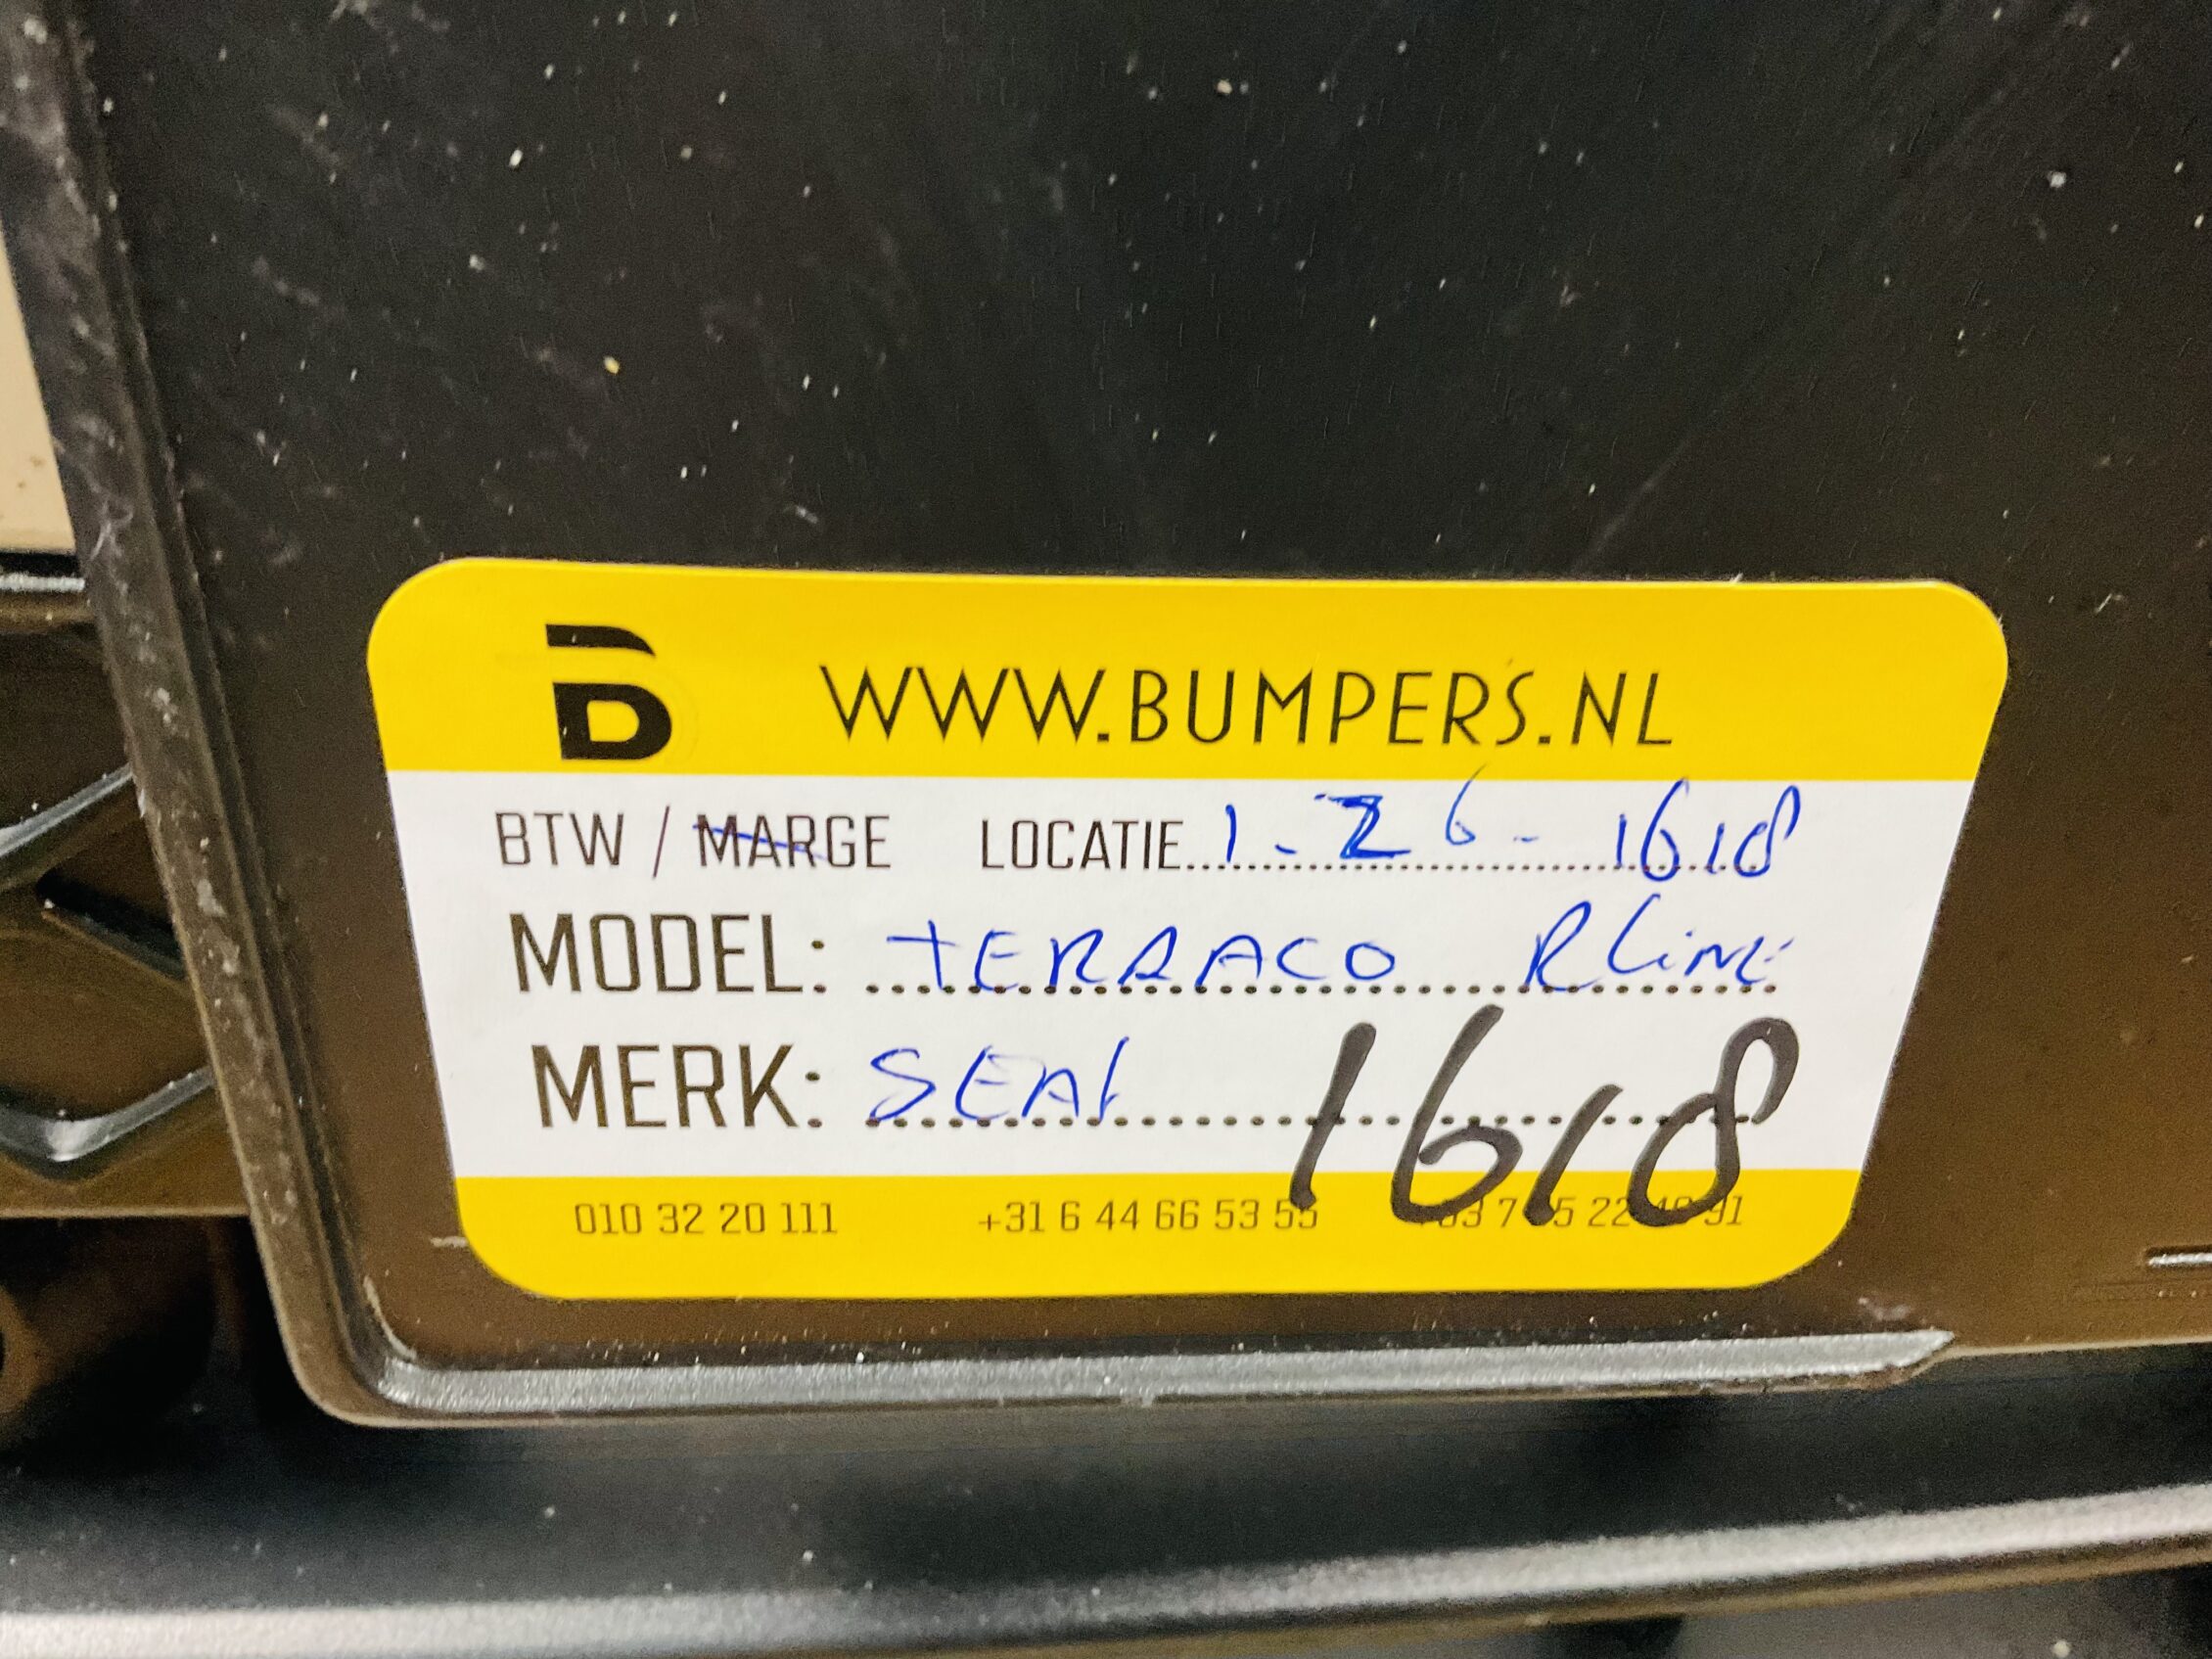 B WWW.BUMPERS.NL
BTW / MARGE LOCATIE 1-26-1618
MODEL: tERRACO RLiNE
MERK: SEAt 1618
010 32 20 111 +31 6 44 66 53 55